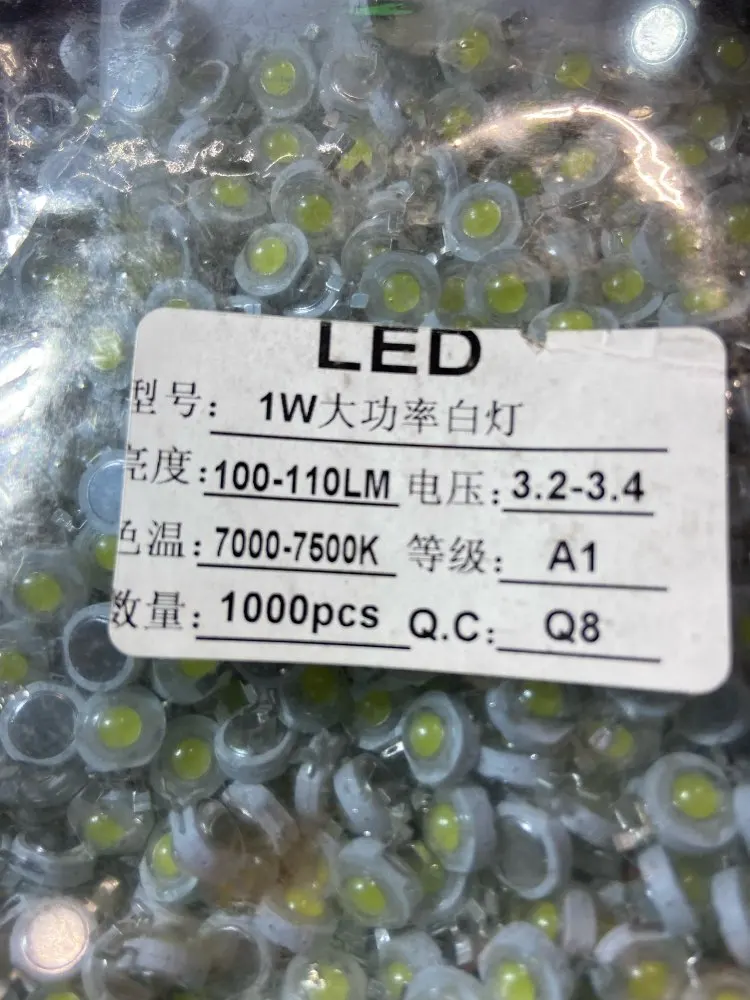 LED
型号: 1W大功率白灯
亮度: 100-110LM 电压: 3.2-3.4
色温: 7000-7500K 等级: A1
数量: 1000pcs Q.C: Q8